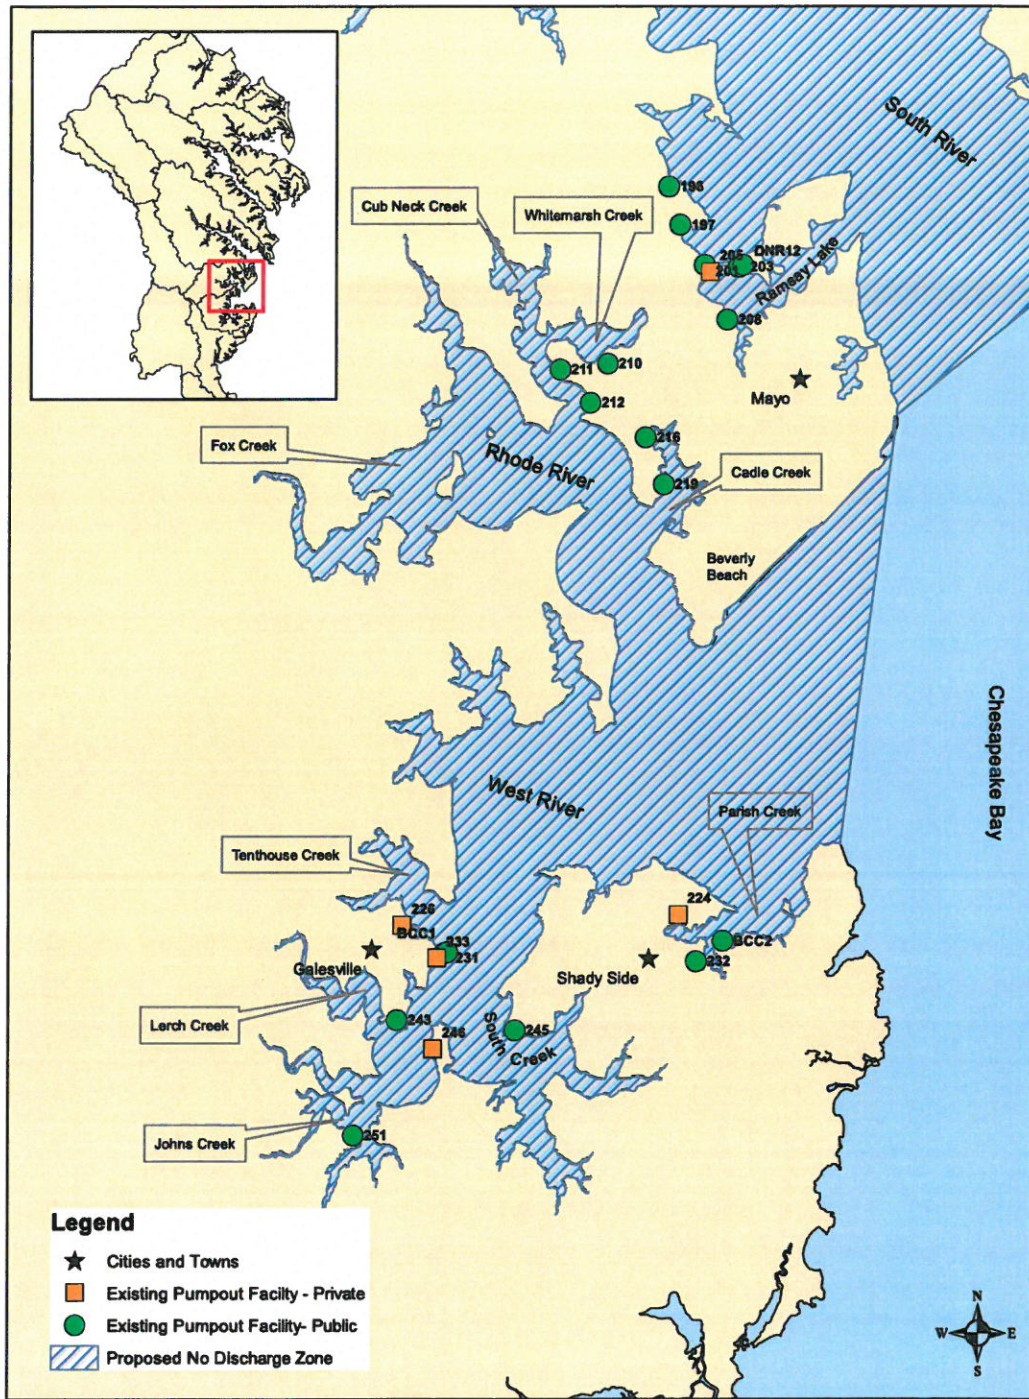 South River
198
197
205
DNR12
201
203
Ramsay Lake
208
Cub Neck Creek
Whitemarsh Creek
211
210
212
Mayo
216
Fox Creek
Rhode River
219
Cadle Creek
Beverly
Beach
Chesapeake Bay
West River
Parish Creek
Tenthouse Creek
224
226
BCC1
233
231
BCC2
232
Galesville
Shady Side
Lerch Creek
243
246
South
Creek
245
Johns Creek
251
Legend
Cities and Towns
Existing Pumpout Facilty - Private
Existing Pumpout Facility- Public
Proposed No Discharge Zone
N
W
E
S